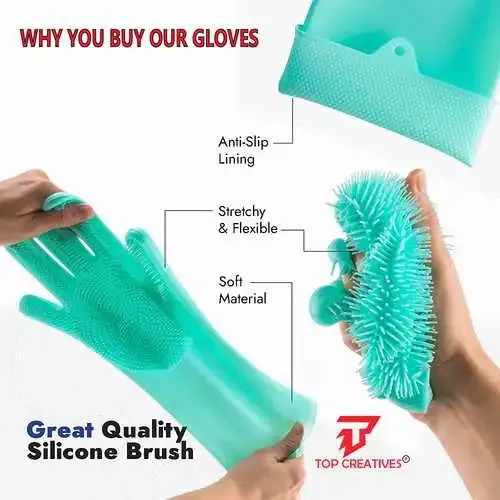 WHY YOU BUY OUR GLOVES
Anti-Slip
Lining
Stretchy
& Flexible
Soft
Material
Great Quality
Silicone Brush
TOP CREATIVES®